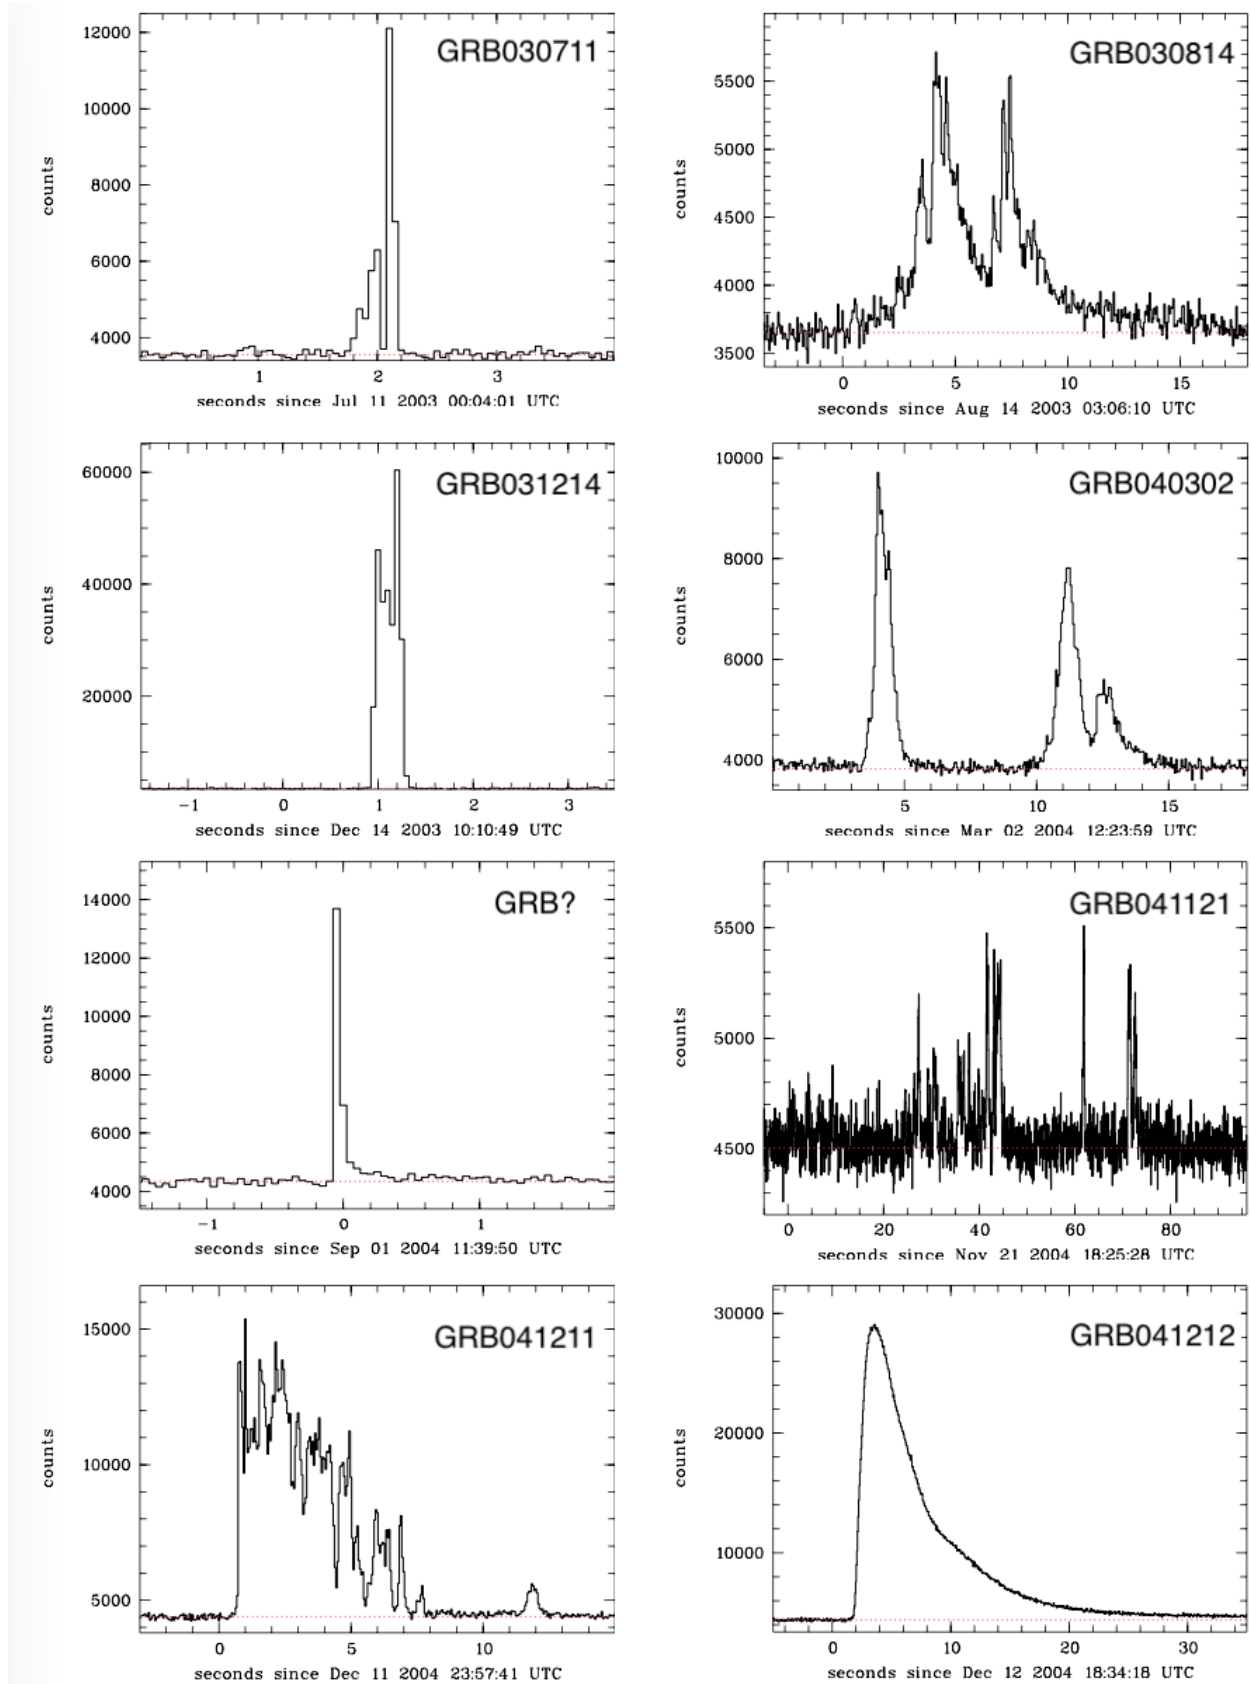 GRB030711
12000
10000
8000
6000
4000
counts
1 2 3
seconds since Jul 11 2003 00:04:01 UTC
GRB030814
5500
5000
4500
4000
3500
counts
0 5 10 15
seconds since Aug 14 2003 03:06:10 UTC
GRB031214
60000
40000
20000
counts
−1 0 1 2 3
seconds since Dec 14 2003 10:10:49 UTC
GRB040302
10000
8000
6000
4000
counts
5 10 15
seconds since Mar 02 2004 12:23:59 UTC
GRB?
14000
12000
10000
8000
6000
4000
counts
−1 0 1
seconds since Sep 01 2004 11:39:50 UTC
GRB041121
5500
5000
4500
counts
0 20 40 60 80
seconds since Nov 21 2004 18:25:28 UTC
GRB041211
15000
10000
5000
counts
0 5 10
seconds since Dec 11 2004 23:57:41 UTC
GRB041212
30000
20000
10000
counts
0 10 20 30
seconds since Dec 12 2004 18:34:18 UTC